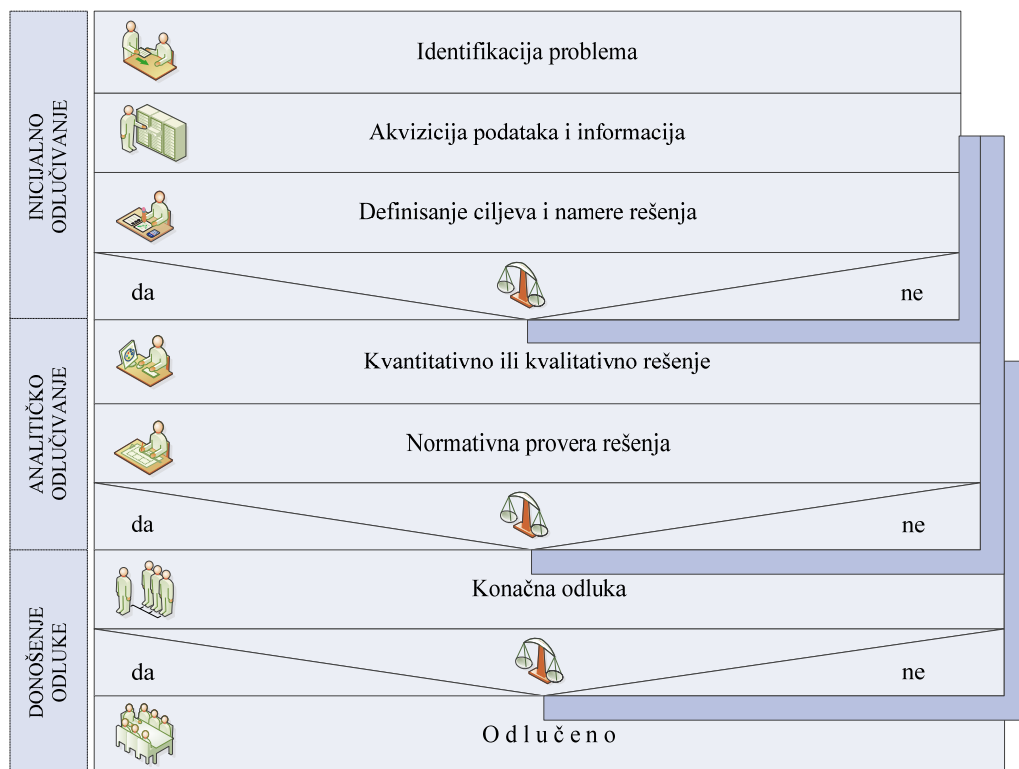 INICIJALNO
ODLUČIVANJE
Identifikacija problema
Akvizicija podataka i informacija
Definisanje ciljeva i namere rešenja
da
ne
ANALITIČKO
ODLUČIVANJE
Kvantitativno ili kvalitativno rešenje
Normativna provera rešenja
da
ne
DONOŠENJE
ODLUKE
Konačna odluka
da
ne
O d l u č e n o